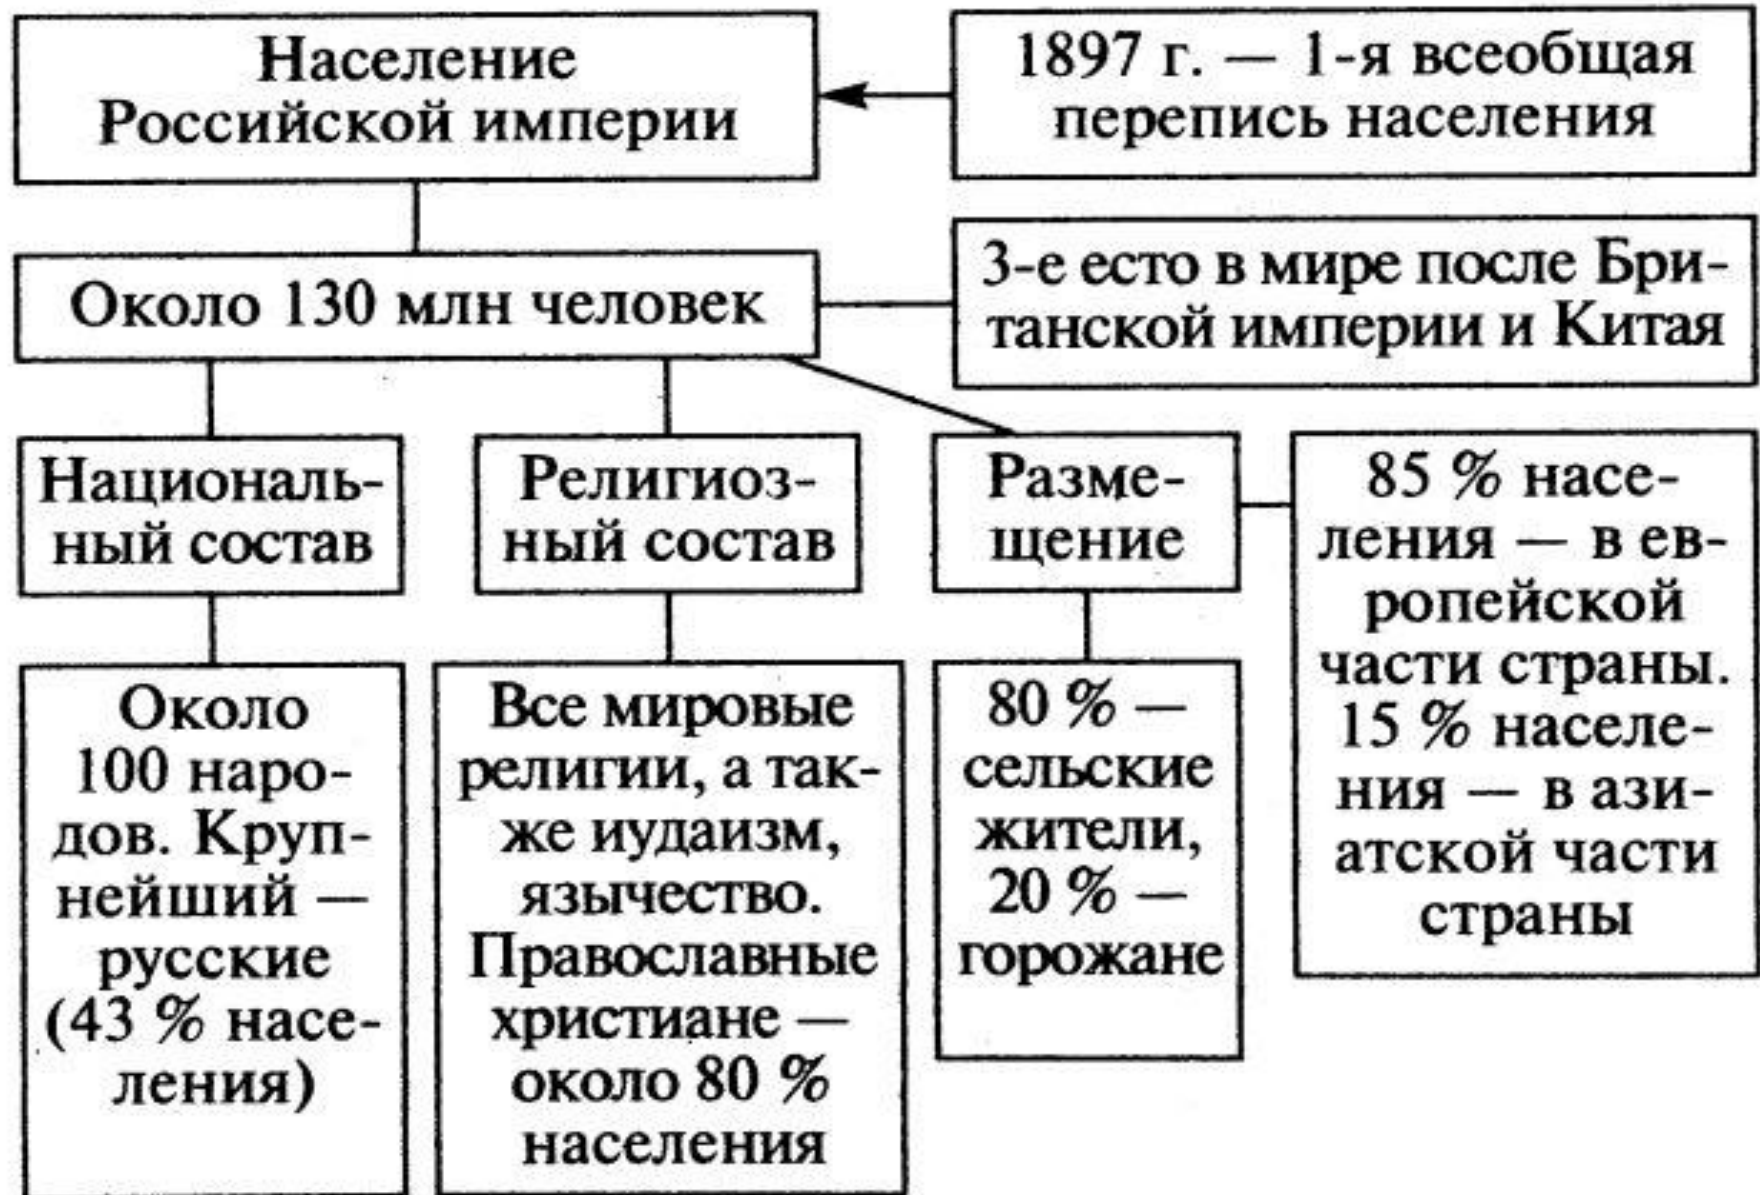 Население
Российской империи
1897 г. — 1-я всеобщая
перепись населения
Около 130 млн человек
3-е есто в мире после Бри-
танской империи и Китая
Националь-
ный состав
Религиоз-
ный состав
Разме-
щение
85 % насе-
ления — в ев-
ропейской
части страны.
15 % населе-
ния — в ази-
атской части
страны
Около
100 наро-
дов. Круп-
нейший —
русские
(43 % насе-
ления)
Все мировые
религии, а так-
же иудаизм,
язычество.
Православные
христиане —
около 80 %
населения
80 % —
сельские
жители,
20 % —
горожане